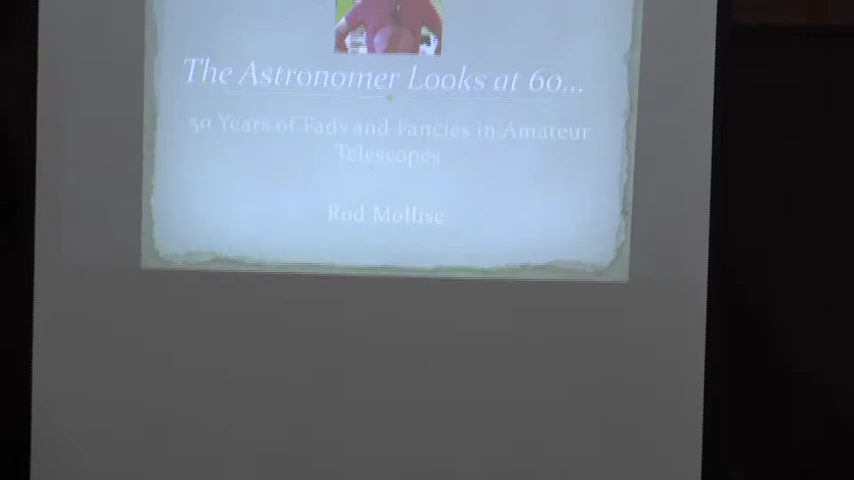 The Astronomer Looks at 60...
50 Years of Fads and Fancies in Amateur
Telescopes
Rod Mollise